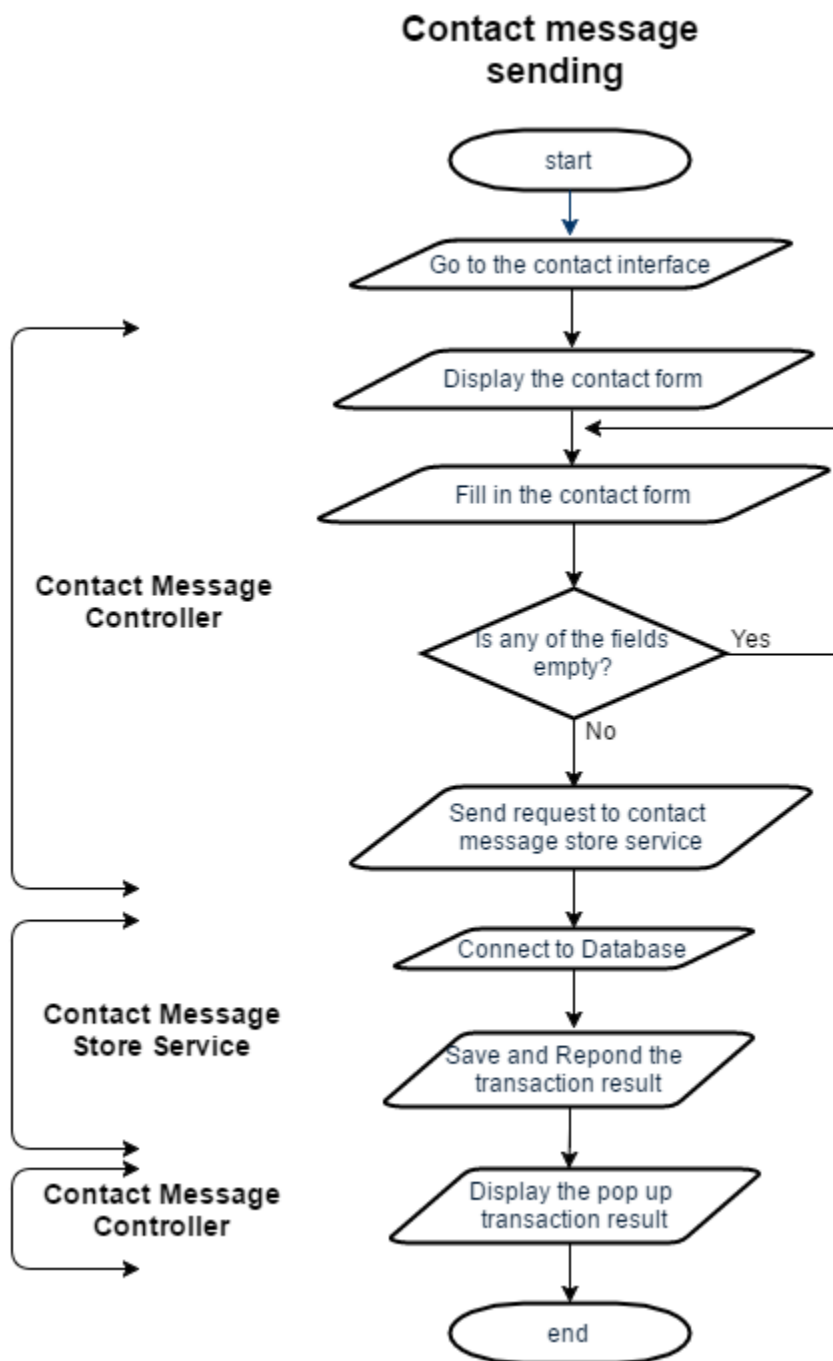 Contact message
sending
start
Go to the contact interface
Display the contact form
Fill in the contact form
Contact Message
Controller
Is any of the fields
empty?
Yes
No
Send request to contact
message store service
Connect to Database
Contact Message
Store Service
Save and Repond the
transaction result
Contact Message
Controller
Display the pop up
transaction result
end